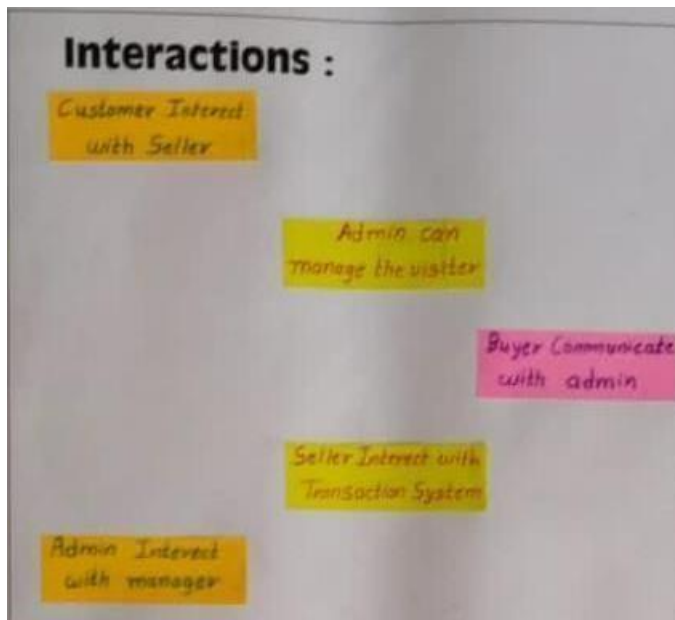 Interactions :
Customer Interect
with Seller
Admin can
manage the visiter
Buyer Communicate
with admin
Seller Interect with
Transaction System
Admin Interect
with manager